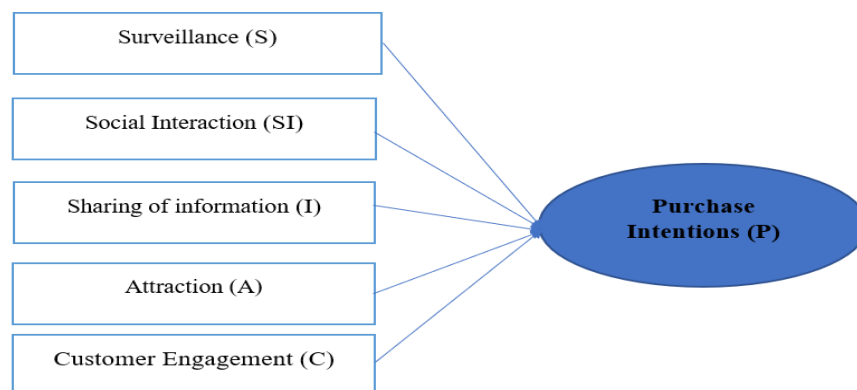 Surveillance (S)
Social Interaction (SI)
Sharing of information (I)
Attraction (A)
Customer Engagement (C)
Purchase
Intentions (P)